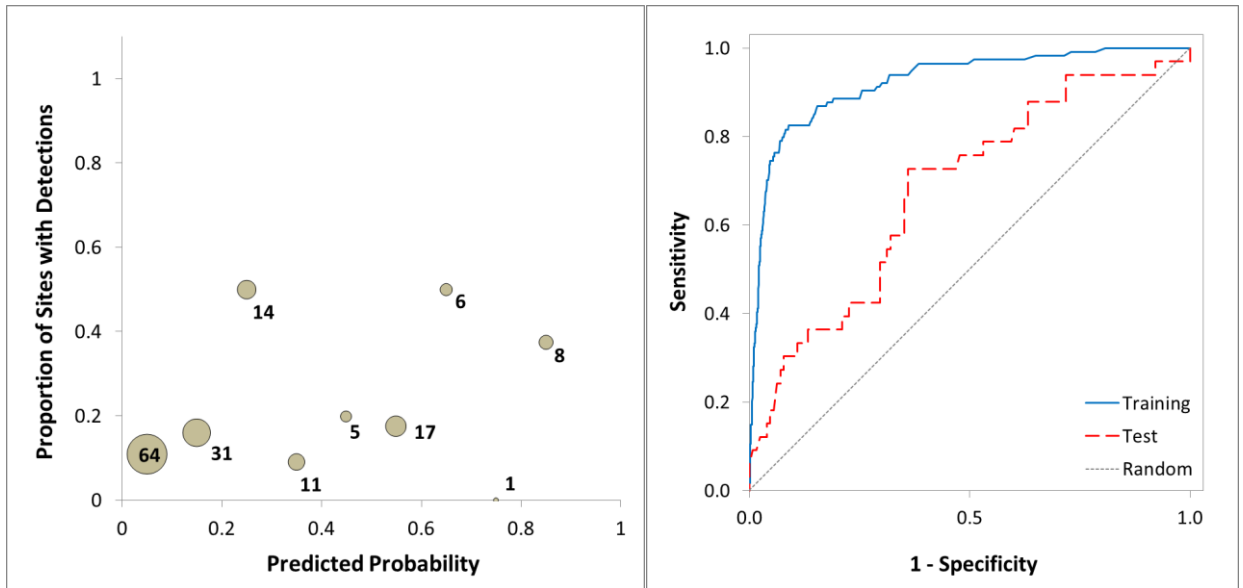 Proportion of Sites with Detections
1
0.8
0.6
0.4
0.2
0
14
6
8
64
31
11
5
17
1
0 0.2 0.4 0.6 0.8 1
Predicted Probability
Sensitivity
1.0
0.8
0.6
0.4
0.2
0.0
Training
Test
Random
0.0 0.5 1.0
1 - Specificity